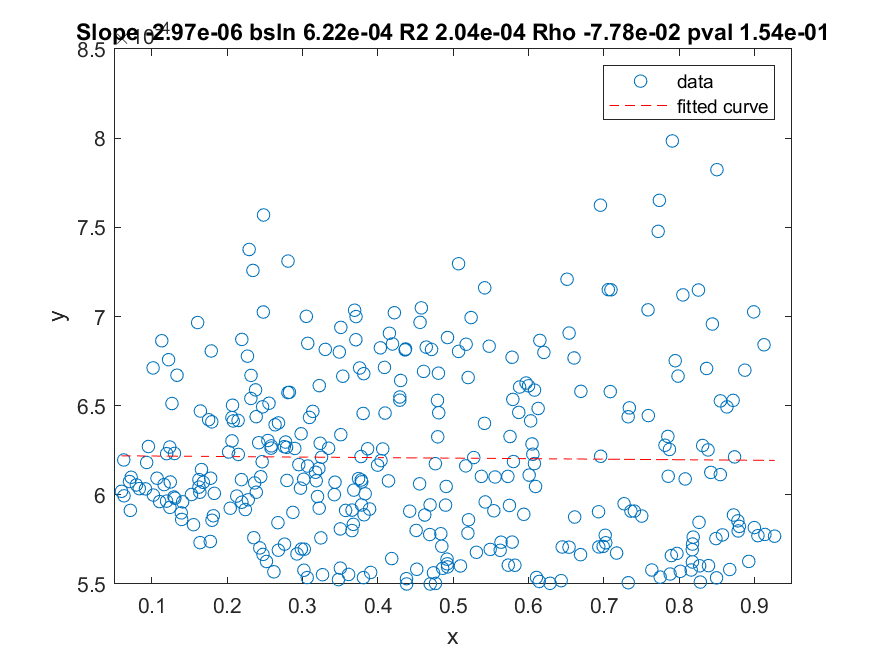 Slope -2.97e-06 bsln 6.22e-04 R2 2.04e-04 Rho -7.78e-02 pval 1.54e-01
×10⁻⁴
8.5
data
fitted curve
8
7.5
7
y
6.5
6
5.5
0.1 0.2 0.3 0.4 0.5 0.6 0.7 0.8 0.9
x